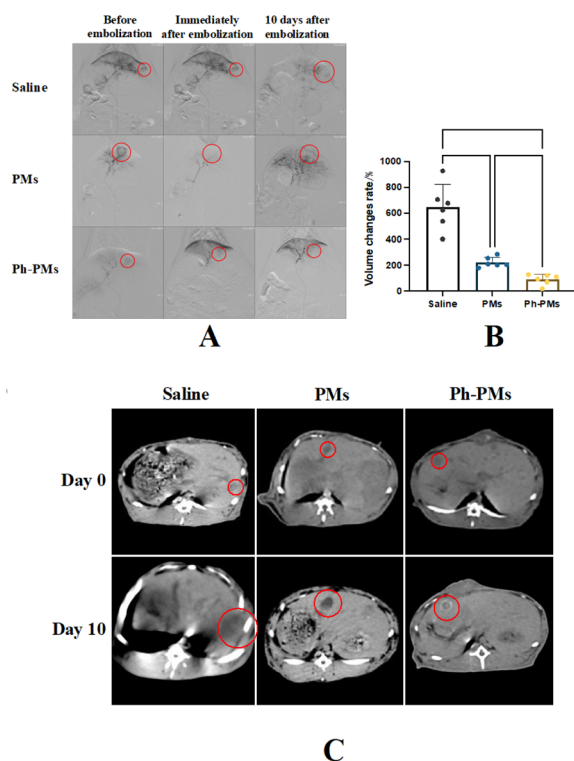 Before embolization
Immediately after embolization
10 days after embolization
Saline
PMs
Ph-PMs
A
Volume changes rate/%
1000
800
600
400
200
0
Saline
PMs
Ph-PMs
B
Saline
PMs
Ph-PMs
Day 0
Day 10
C